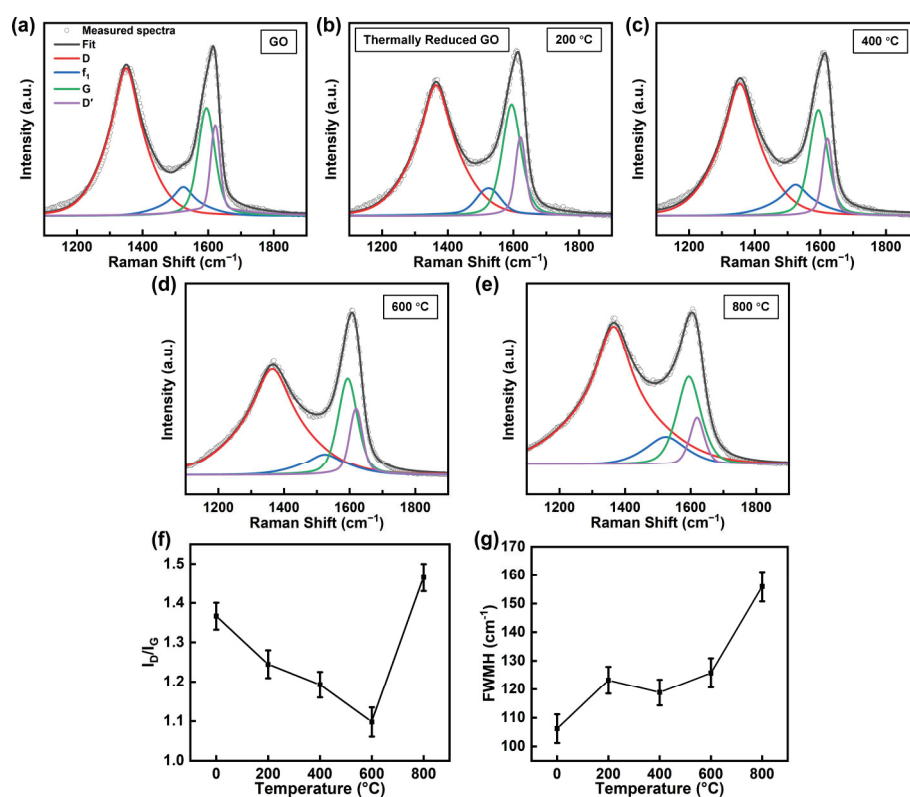 (a)
GO
Measured spectra
Fit
D
f1
G
D′
Intensity (a.u.)
1200 1400 1600 1800
Raman Shift (cm−1)
(b)
Thermally Reduced GO
200 °C
Intensity (a.u.)
1200 1400 1600 1800
Raman Shift (cm−1)
(c)
400 °C
Intensity (a.u.)
1200 1400 1600 1800
Raman Shift (cm−1)
(d)
600 °C
Intensity (a.u.)
1200 1400 1600 1800
Raman Shift (cm−1)
(e)
800 °C
Intensity (a.u.)
1200 1400 1600 1800
Raman Shift (cm−1)
(f)
ID/IG
1.5
1.4
1.3
1.2
1.1
1.0
0 200 400 600 800
Temperature (°C)
(g)
FWMH (cm-1)
160
150
140
130
120
110
100
0 200 400 600 800
Temperature (°C)